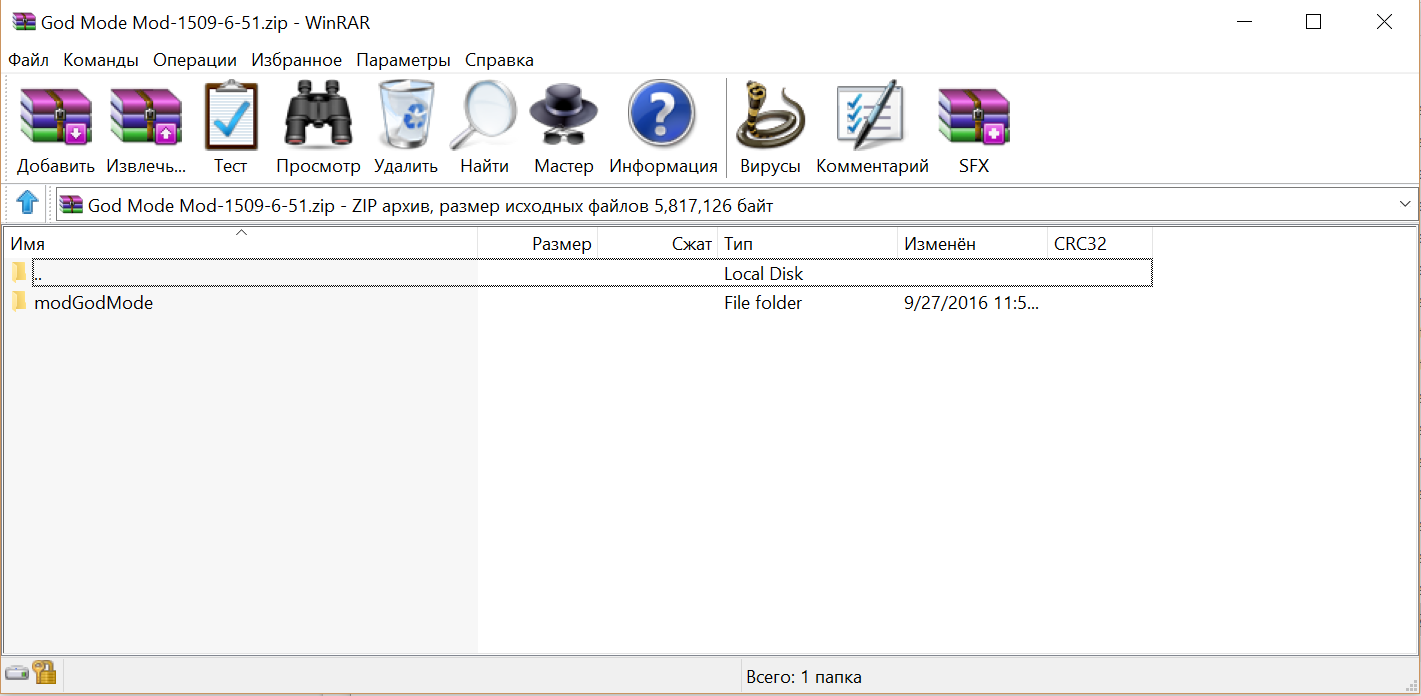 God Mode Mod-1509-6-51.zip - WinRAR
Файл Команды Операции Избранное Параметры Справка
Добавить Извлечь... Тест Просмотр Удалить Найти Мастер Информация Вирусы Комментарий SFX
God Mode Mod-1509-6-51.zip - ZIP архив, размер исходных файлов 5,817,126 байт
Имя Размер Сжат Тип Изменён CRC32
.. Local Disk
modGodMode File folder 9/27/2016 11:5...
Всего: 1 папка